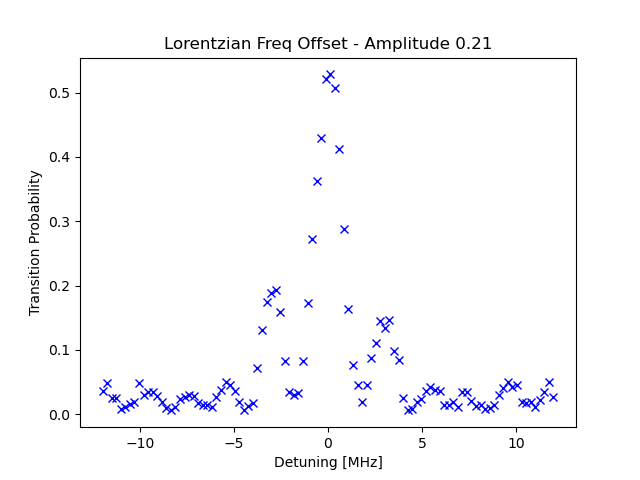 Lorentzian Freq Offset - Amplitude 0.21
Transition Probability
0.5
0.4
0.3
0.2
0.1
0.0
−10 −5 0 5 10
Detuning [MHz]